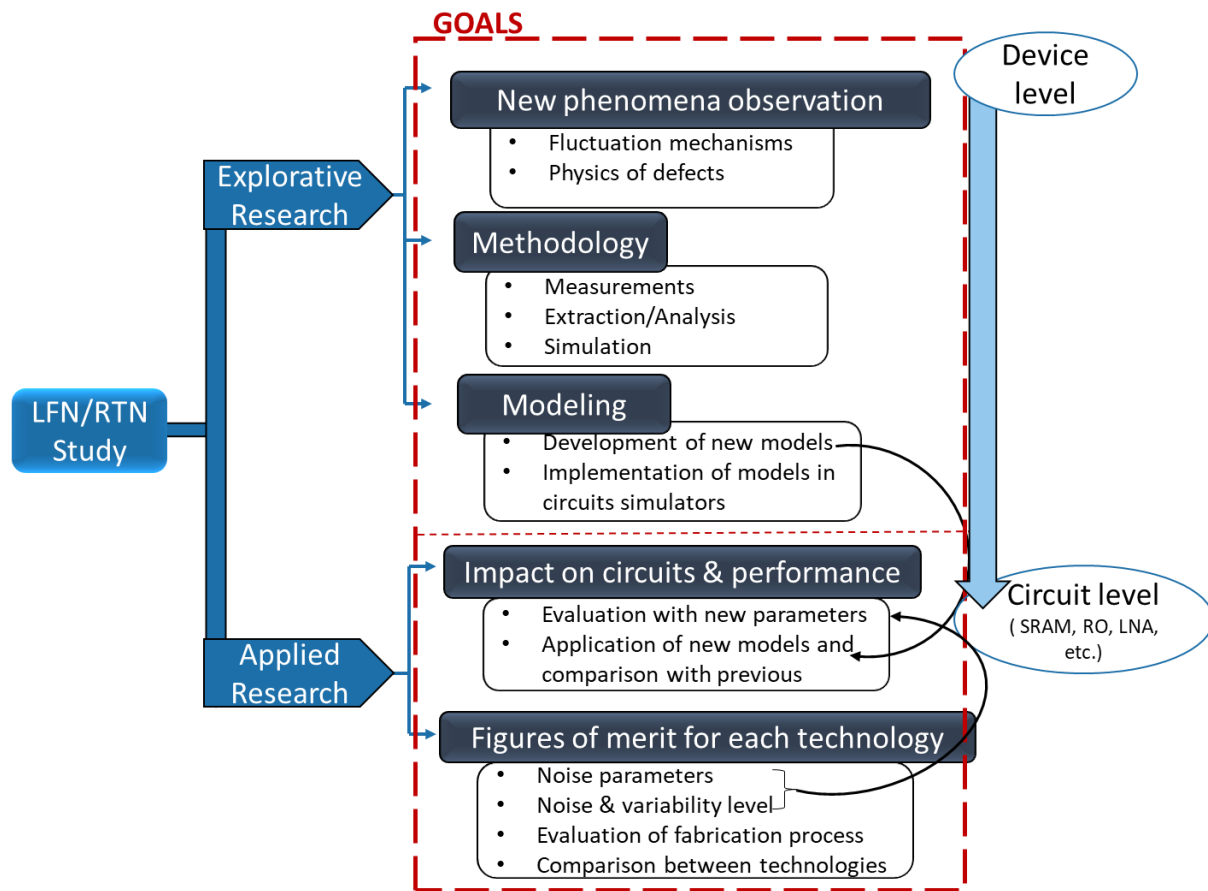 GOALS
Device
level
New phenomena observation
• Fluctuation mechanisms
• Physics of defects
Explorative
Research
Methodology
• Measurements
• Extraction/Analysis
• Simulation
Modeling
• Development of new models
• Implementation of models in
circuits simulators
LFN/RTN
Study
Impact on circuits & performance
• Evaluation with new parameters
• Application of new models and
comparison with previous
Circuit level
( SRAM, RO, LNA,
etc.)
Applied
Research
Figures of merit for each technology
• Noise parameters
• Noise & variability level
• Evaluation of fabrication process
• Comparison between technologies